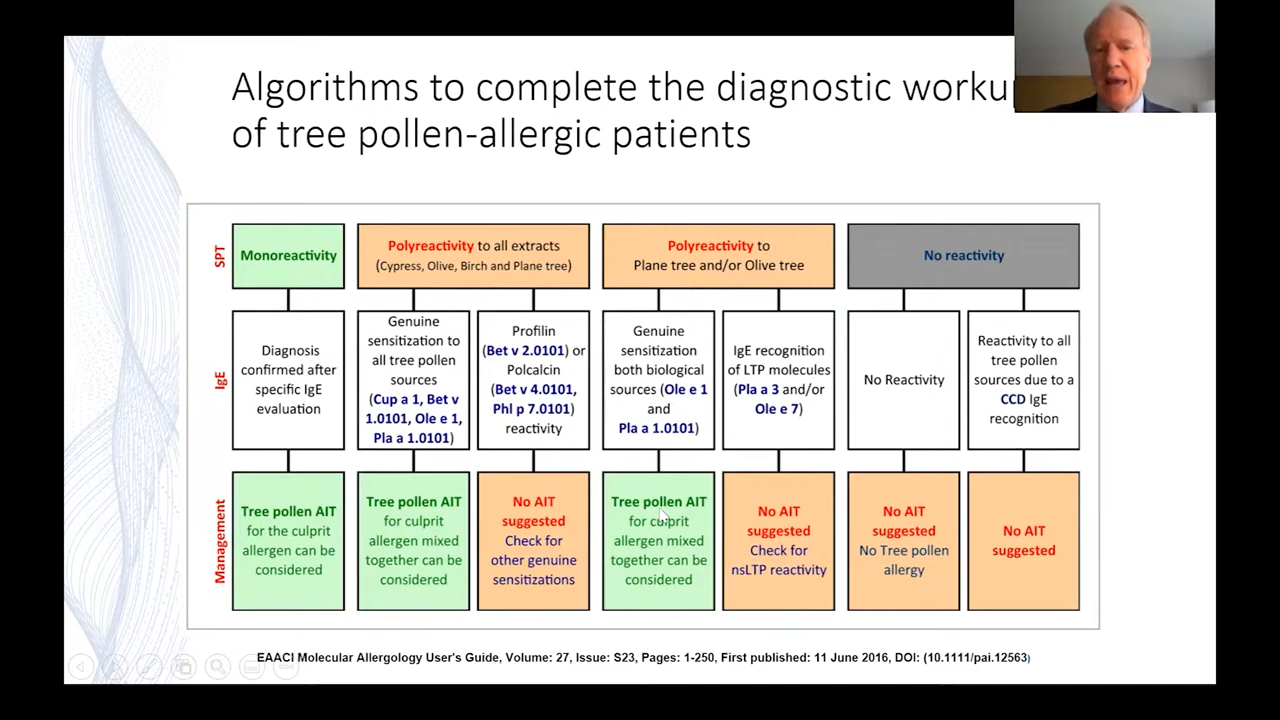 Algorithms to complete the diagnostic workup
of tree pollen-allergic patients
SPT
Monoreactivity
Polyreactivity to all extracts
(Cypress, Olive, Birch and Plane tree)
Polyreactivity to
Plane tree and/or Olive tree
No reactivity
IgE
Diagnosis
confirmed after
specific IgE
evaluation
Genuine
sensitization to
all tree pollen
sources
(Cup a 1, Bet v
1.0101, Ole e 1,
Pla a 1.0101)
Profilin
(Bet v 2.0101) or
Polcalcin
(Bet v 4.0101,
Phl p 7.0101)
reactivity
Genuine
sensitization
both biological
sources (Ole e 1
and
Pla a 1.0101)
IgE recognition
of LTP molecules
(Pla a 3 and/or
Ole e 7)
No Reactivity
Reactivity to all
tree pollen
sources due to a
CCD IgE
recognition
Management
Tree pollen AIT
for the culprit
allergen can be
considered
Tree pollen AIT
for culprit
allergen mixed
together can be
considered
No AIT
suggested
Check for
other genuine
sensitizations
Tree pollen AIT
for culprit
allergen mixed
together can be
considered
No AIT
suggested
Check for
nsLTP reactivity
No AIT
suggested
No Tree pollen
allergy
No AIT
suggested
EAACI Molecular Allergology User's Guide, Volume: 27, Issue: S23, Pages: 1-250, First published: 11 June 2016, DOI: (10.1111/pai.12563)